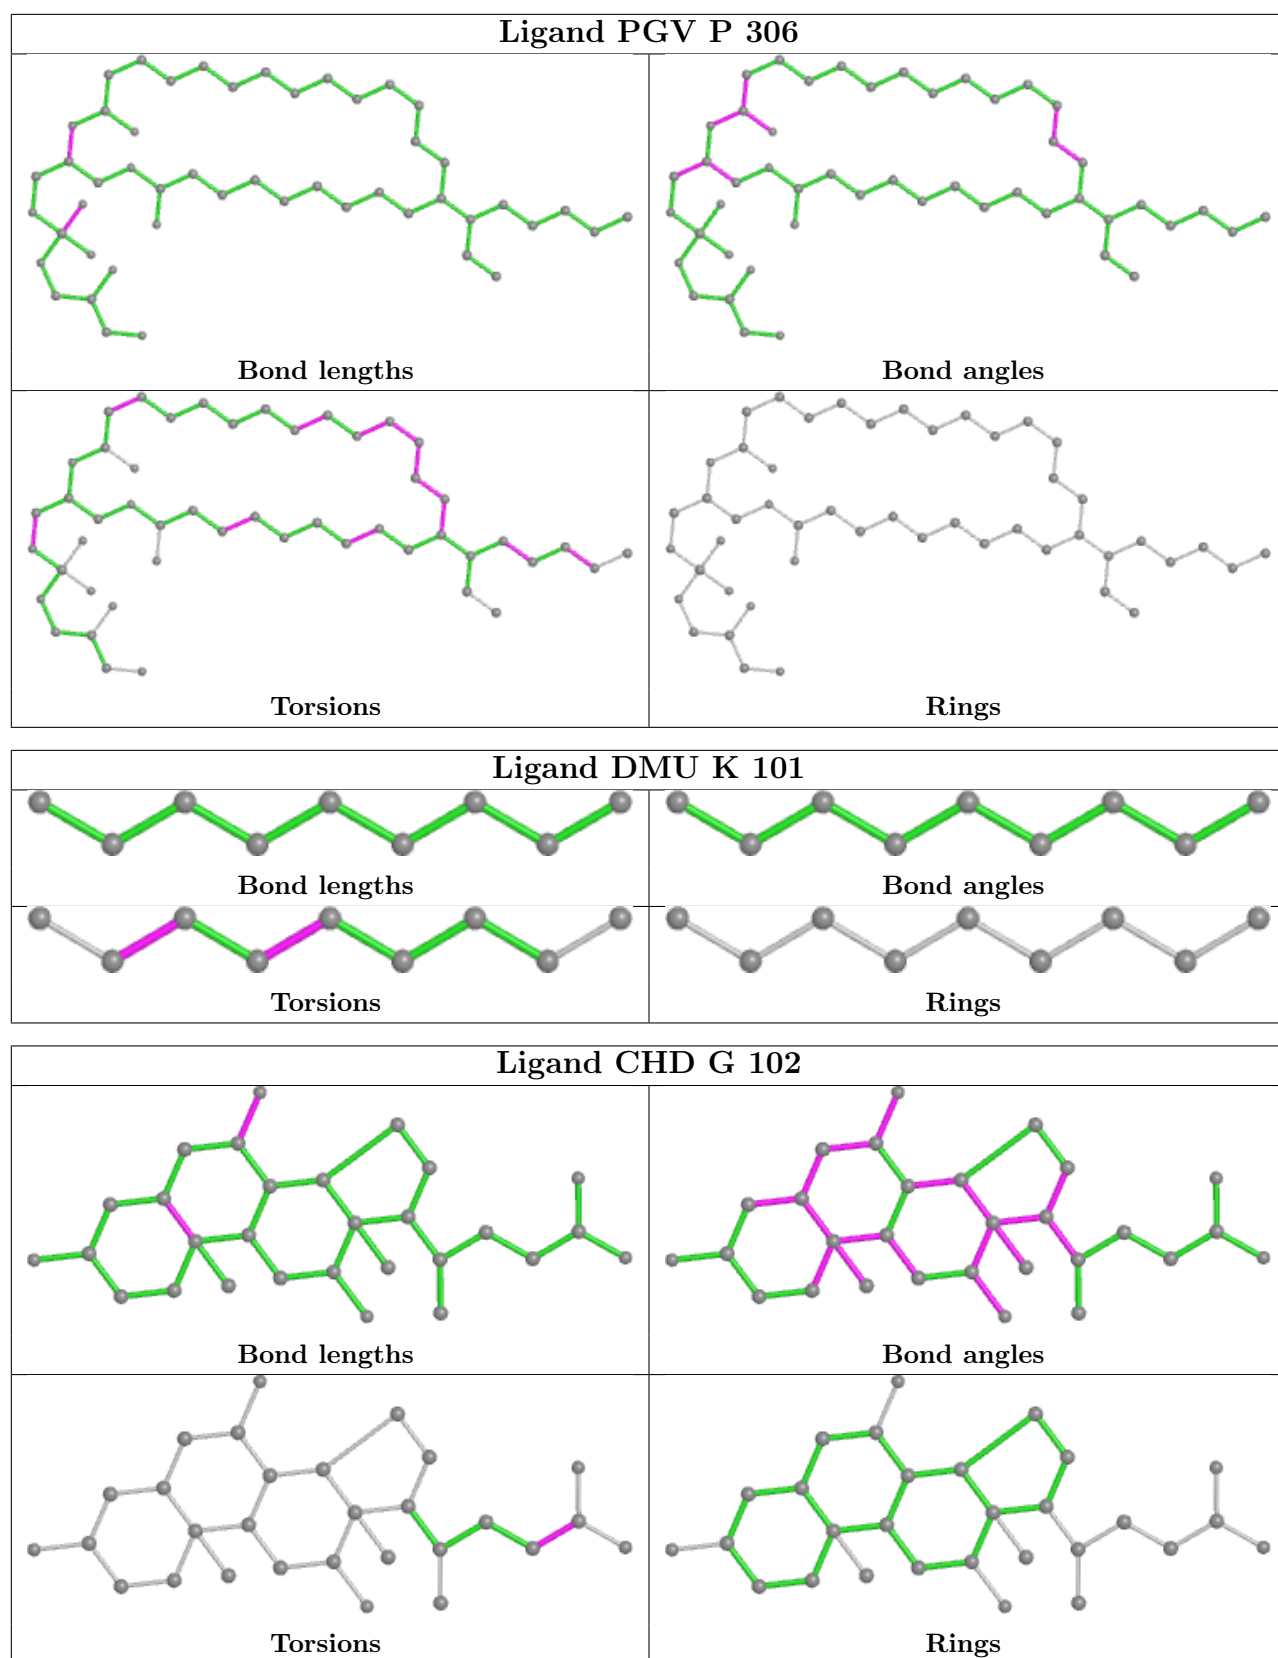 Ligand PGV P 306
Bond lengths
Bond angles
Torsions
Rings
Ligand DMU K 101
Bond lengths
Bond angles
Torsions
Rings
Ligand CHD G 102
Bond lengths
Bond angles
Torsions
Rings